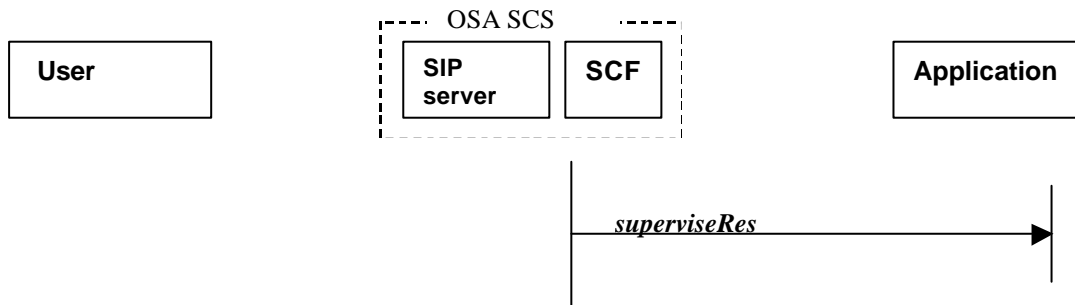 OSA SCS
User
SIP
server
SCF
Application
superviseRes